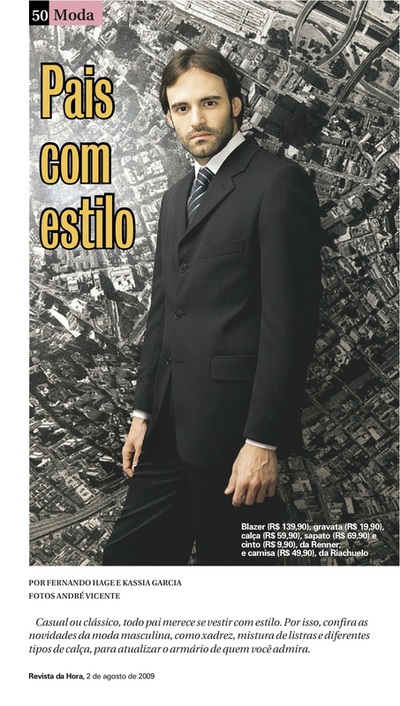 50 Moda
Pais
com
estilo
Blazer (R$ 139,90), gravata (R$ 19,90),
calça (R$ 59,90), sapato (R$ 69,90) e
cinto (R$ 9,90), da Renner;
e camisa (R$ 49,90), da Riachuelo
POR FERNANDO HAGE E KASSIA GARCIA
FOTOS ANDRÉ VICENTE
Casual ou clássico, todo pai merece se vestir com estilo. Por isso, confira as
novidades da moda masculina, como xadrez, mistura de listras e diferentes
tipos de calça, para atualizar o armário de quem você admira.
Revista da Hora, 2 de agosto de 2009